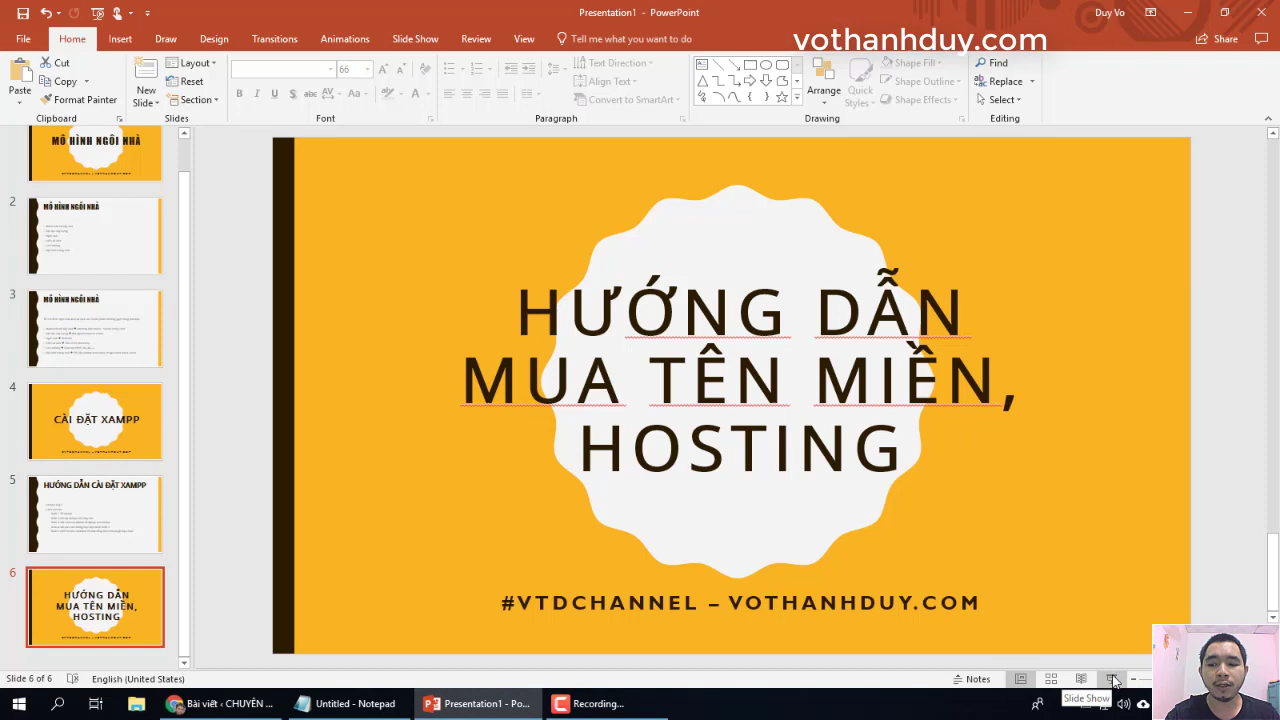 Presentation1 - PowerPoint
Duy Vo
File
Home
Insert
Draw
Design
Transitions
Animations
Slide Show
Review
View
Tell me what you want to do
vothanhduy.com
Share
Paste
Cut
Copy
Format Painter
Clipboard
New
Slide
Layout
Reset
Section
Slides
66
B
I
U
S
abc
AV
Aa
Font
Text Direction
Align Text
Convert to SmartArt
Paragraph
Arrange
Quick
Styles
Shape Fill
Shape Outline
Shape Effects
Drawing
Find
Replace
Select
Editing
MÔ HÌNH NGÔI NHÀ
2
MÔ HÌNH NGÔI NHÀ
3
MÔ HÌNH NGÔI NHÀ
4
CÀI ĐẶT XAMPP
5
HƯỚNG DẪN CÀI ĐẶT XAMPP
6
HƯỚNG DẪN
MUA TÊN MIỀN,
HOSTING
HƯỚNG DẪN
MUA TÊN MIỀN,
HOSTING
#VTDCHANNEL – VOTHANHDUY.COM
Slide 6 of 6
English (United States)
Notes
Slide Show
Bài viết ‹ CHUYÊN ...
Untitled - Notepad
Presentation1 - Po...
Recording...